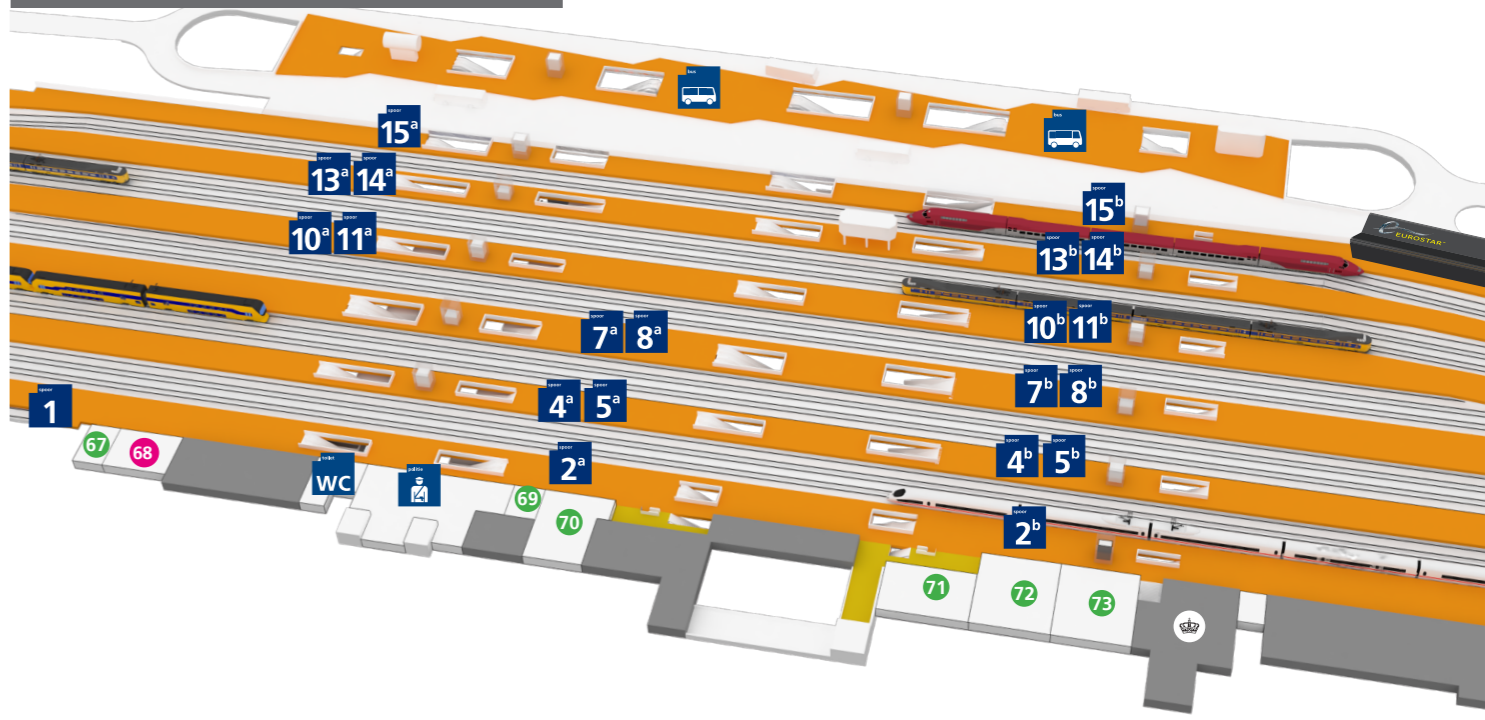 bus
bus
spoor
15a
spoor spoor
13a 14a
spoor
15b
EUROSTAR
spoor spoor
10a 11a
spoor spoor
13b 14b
spoor spoor
7a 8a
spoor spoor
10b 11b
spoor
1
spoor spoor
4a 5a
spoor spoor
7b 8b
67
68
toilet
WC
politie
spoor
2a
spoor spoor
4b 5b
69
70
spoor
2b
71
72
73